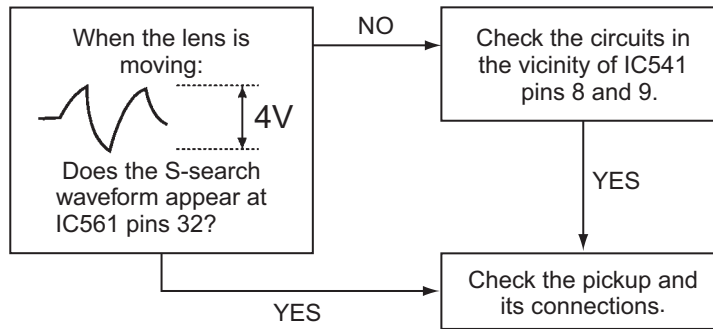 When the lens is
moving:
4V
Does the S-search
waveform appear at
IC561 pins 32?
NO
Check the circuits in
the vicinity of IC541
pins 8 and 9.
YES
YES
Check the pickup and
its connections.